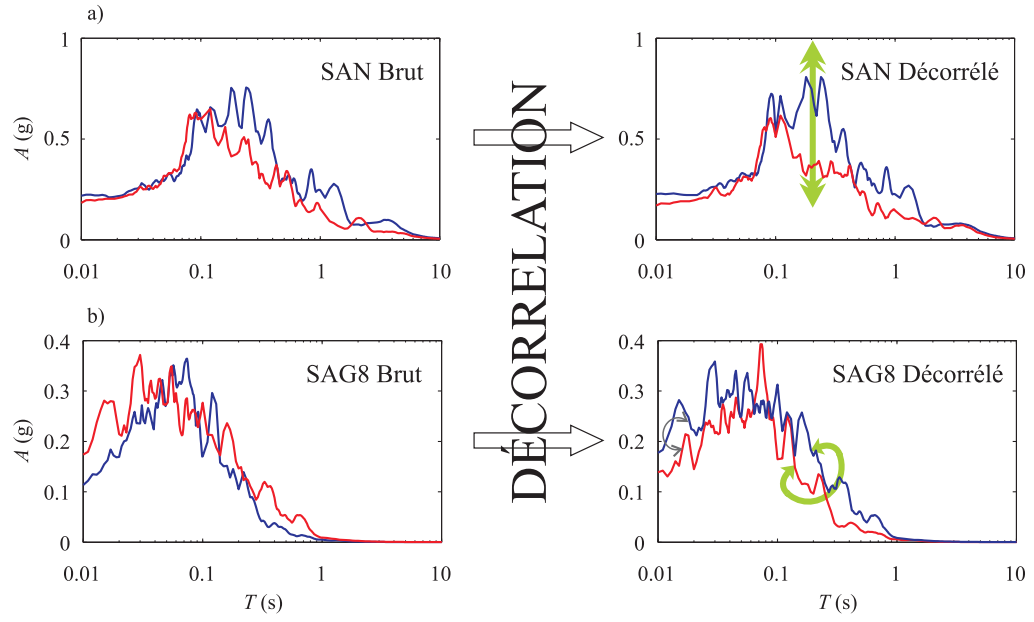 a)
1
0.5
0
A (g)
SAN Brut
0.01
0.1
1
10
DÉCORRELATION
1
0.5
0
A (g)
SAN Décorrélé
0.01
0.1
1
10
b)
0.4
0.3
0.2
0.1
0
A (g)
SAG8 Brut
0.01
0.1
1
10
T (s)
0.4
0.3
0.2
0.1
0
A (g)
SAG8 Décorrélé
0.01
0.1
1
10
T (s)